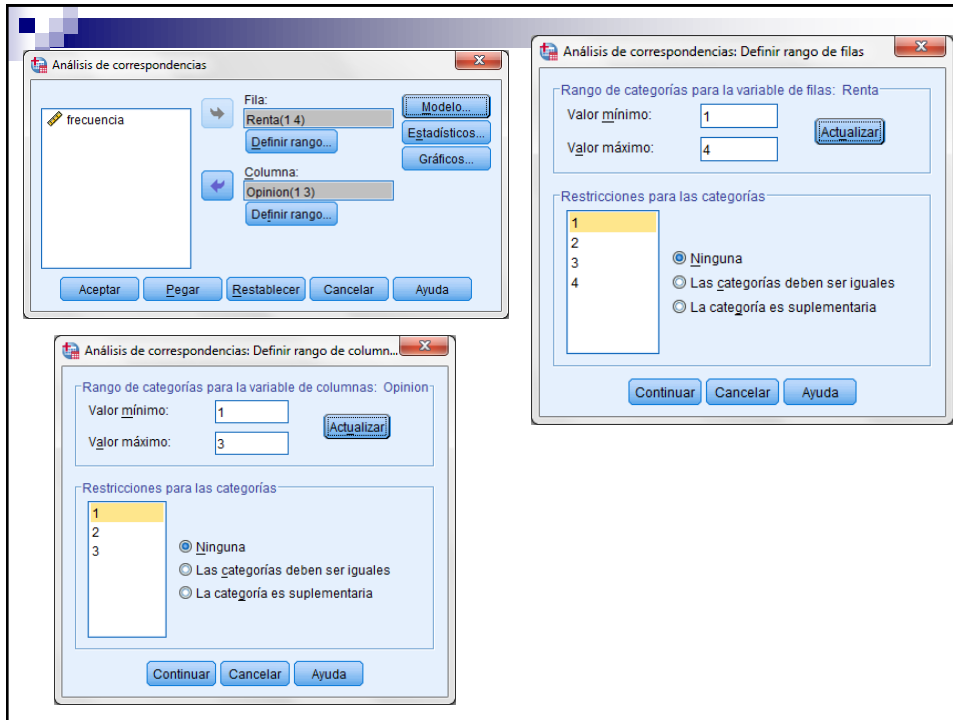 Análisis de correspondencias
frecuencia
Fila:
Renta(1 4)
Definir rango...
Columna:
Opinion(1 3)
Definir rango...
Modelo...
Estadísticos...
Gráficos...
Aceptar
Pegar
Restablecer
Cancelar
Ayuda
Análisis de correspondencias: Definir rango de filas
Rango de categorías para la variable de filas: Renta
Valor mínimo:
1
Valor máximo:
4
Actualizar
Restricciones para las categorías
1
2
3
4
Ninguna
Las categorías deben ser iguales
La categoría es suplementaria
Continuar
Cancelar
Ayuda
Análisis de correspondencias: Definir rango de column...
Rango de categorías para la variable de columnas: Opinion
Valor mínimo:
1
Valor máximo:
3
Actualizar
Restricciones para las categorías
1
2
3
Ninguna
Las categorías deben ser iguales
La categoría es suplementaria
Continuar
Cancelar
Ayuda